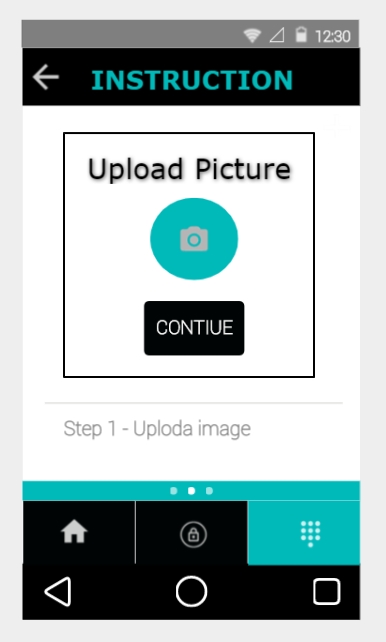 12:30
INSTRUCTION
Upload Picture
CONTIUE
Step 1 - Uploda image